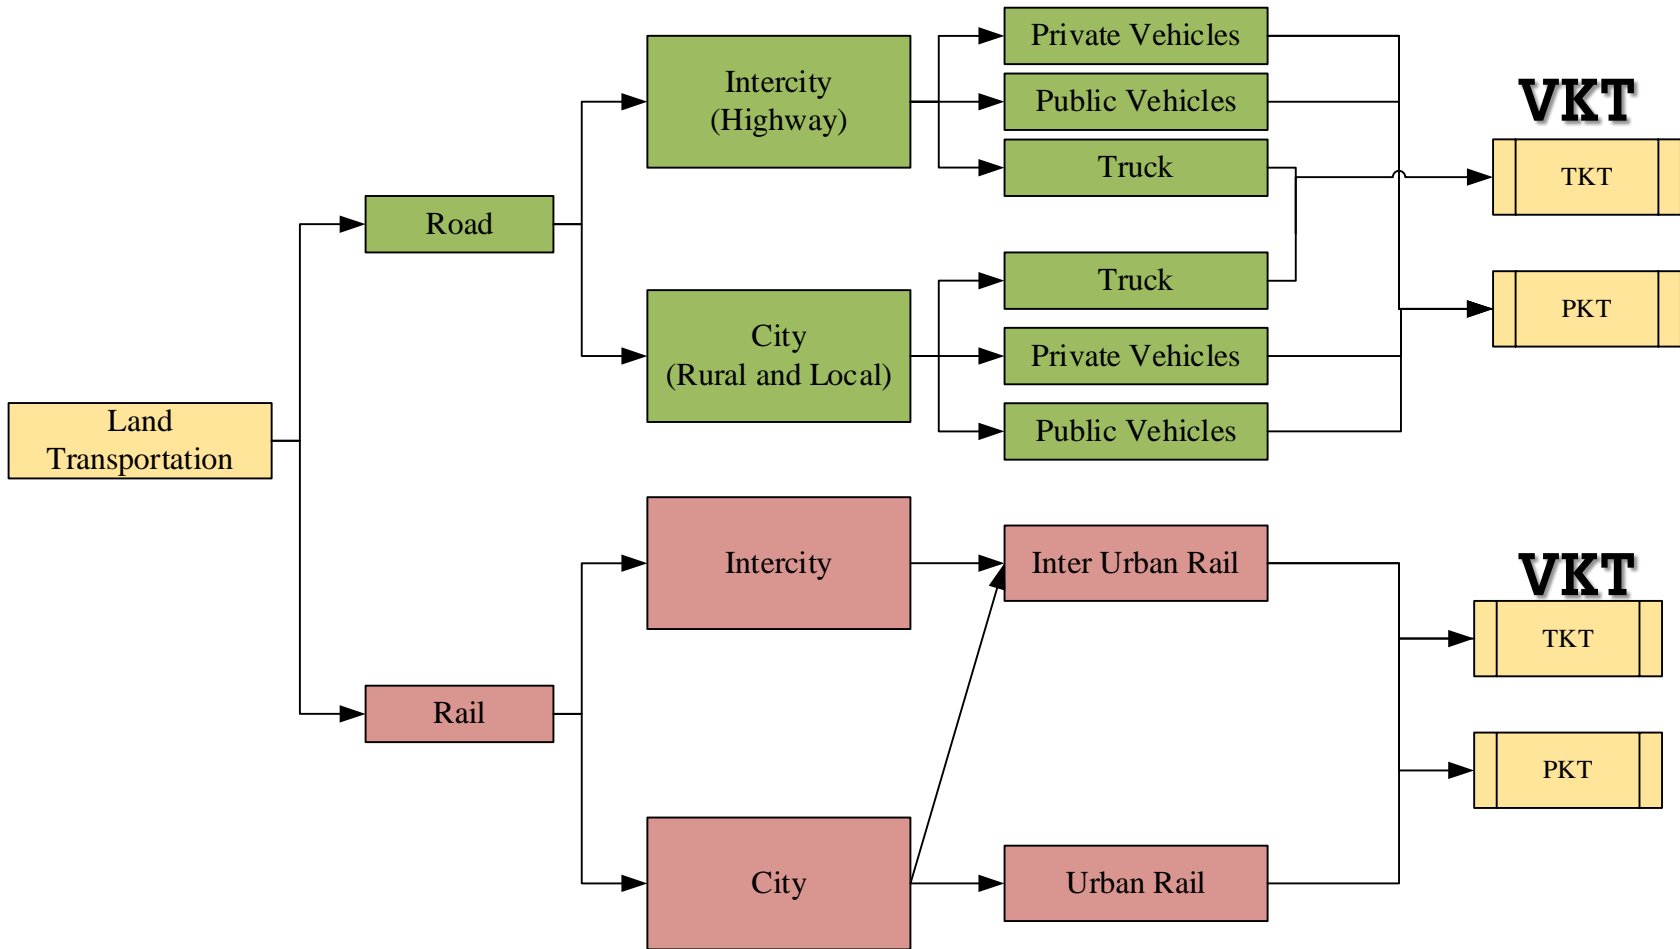 Land
Transportation
Road
Rail
Intercity
(Highway)
City
(Rural and Local)
Intercity
City
Private Vehicles
Public Vehicles
Truck
Truck
Private Vehicles
Public Vehicles
Inter Urban Rail
Urban Rail
VKT
TKT
PKT
VKT
TKT
PKT